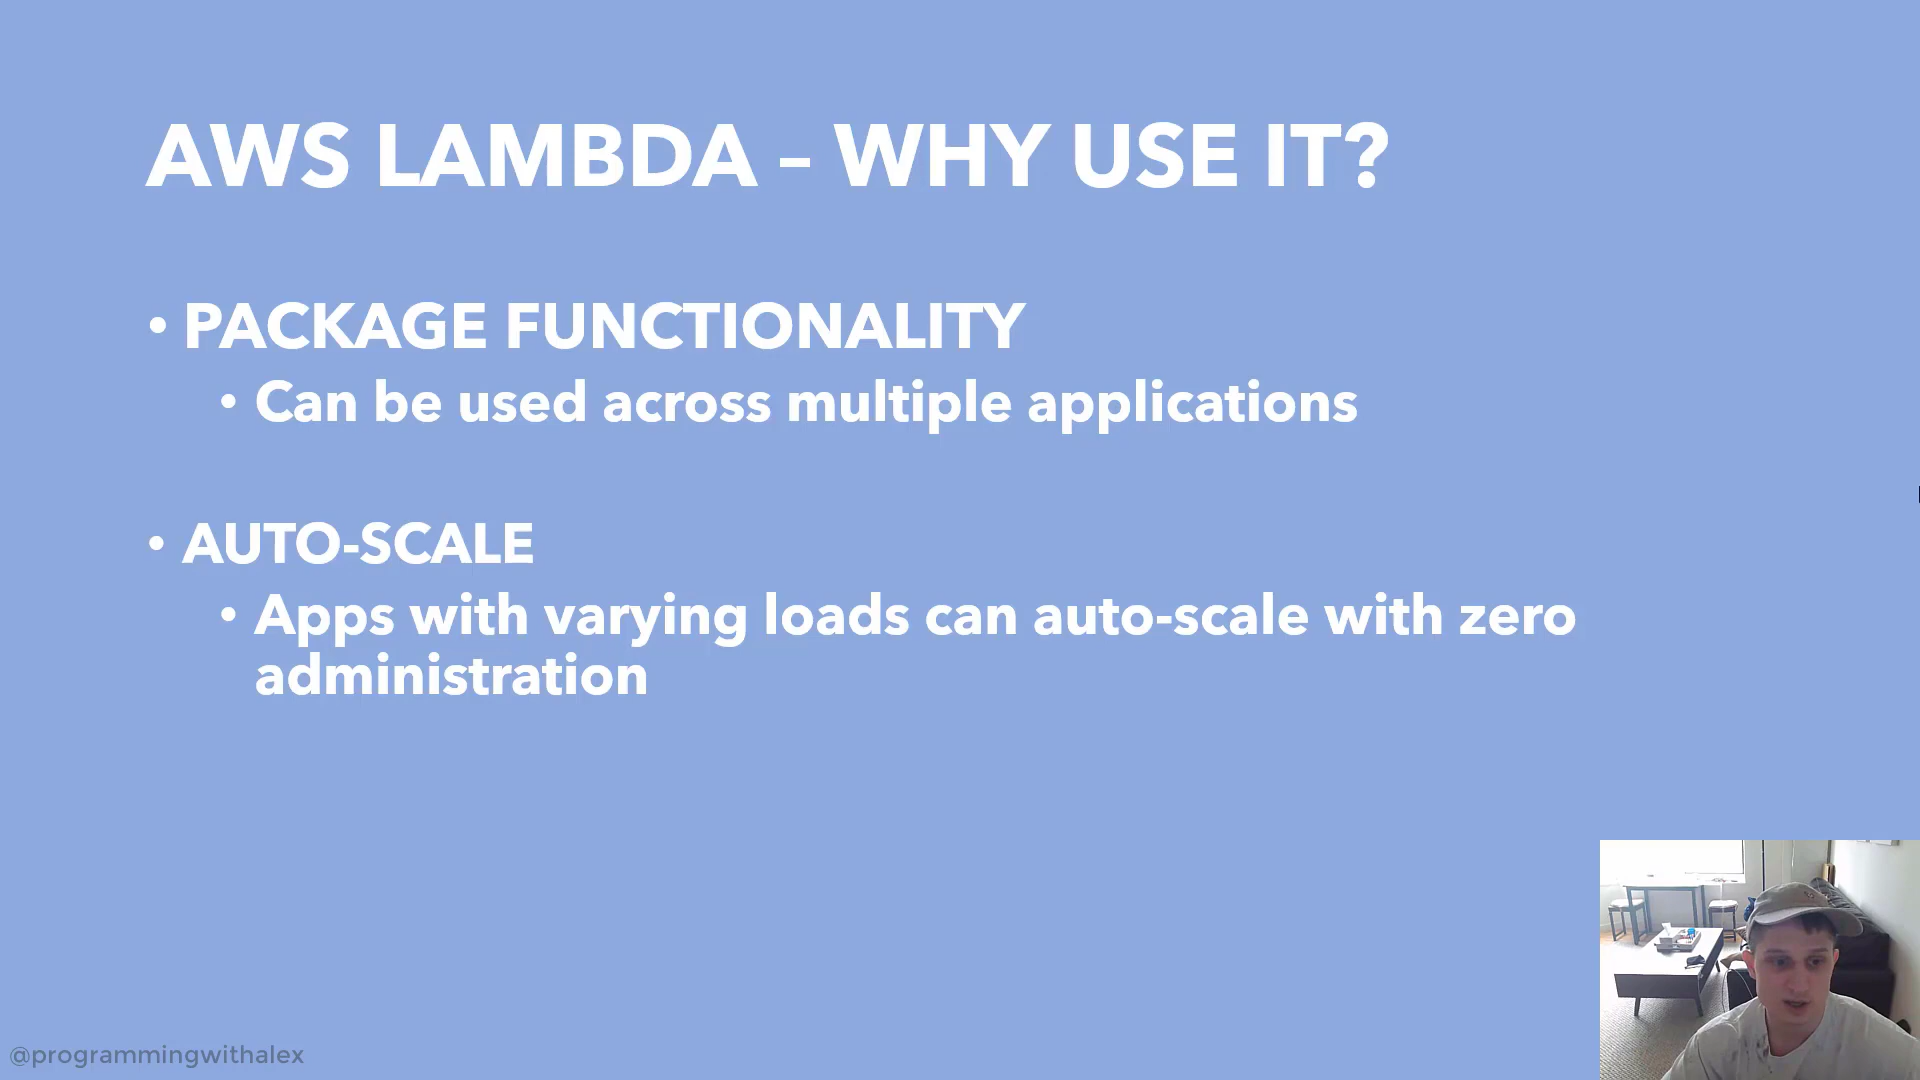 AWS LAMBDA – WHY USE IT?
• PACKAGE FUNCTIONALITY
• Can be used across multiple applications
• AUTO-SCALE
• Apps with varying loads can auto-scale with zero
administration
@programmingwithalex